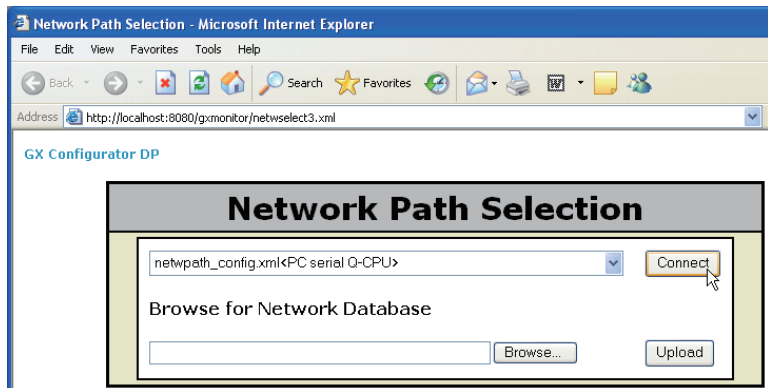 Network Path Selection - Microsoft Internet Explorer
File Edit View Favorites Tools Help
Back Search Favorites
Address http://localhost:8080/gxmonitor/netwselect3.xml
GX Configurator DP
Network Path Selection
netwpath_config.xml<PC serial Q-CPU> Connect
Browse for Network Database
Browse... Upload